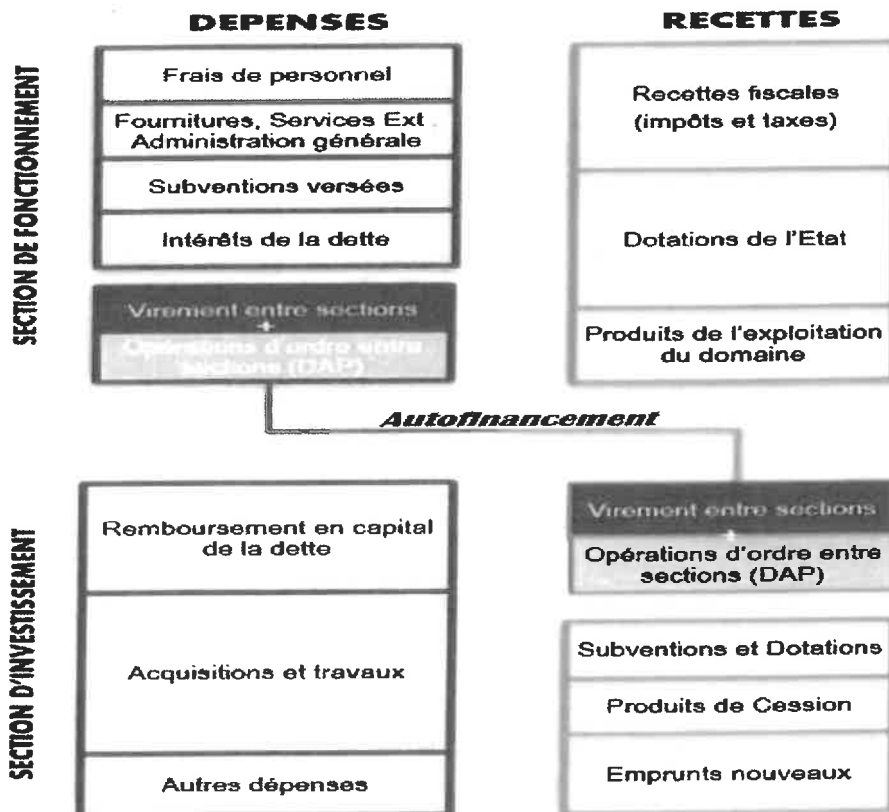 DEPENSES
RECETTES
SECTION DE FONCTIONNEMENT
Frais de personnel
Fournitures, Services Ext
Administration générale
Subventions versées
Intérêts de la dette
Virement entre sections
+
Opérations d'ordre entre
sections (DAP)
Recettes fiscales
(impôts et taxes)
Dotations de l'Etat
Produits de l'exploitation
du domaine
Autofinancement
SECTION D'INVESTISSEMENT
Remboursement en capital
de la dette
Acquisitions et travaux
Autres dépenses
Virement entre sections
+
Opérations d'ordre entre
sections (DAP)
Subventions et Dotations
Produits de Cession
Emprunts nouveaux